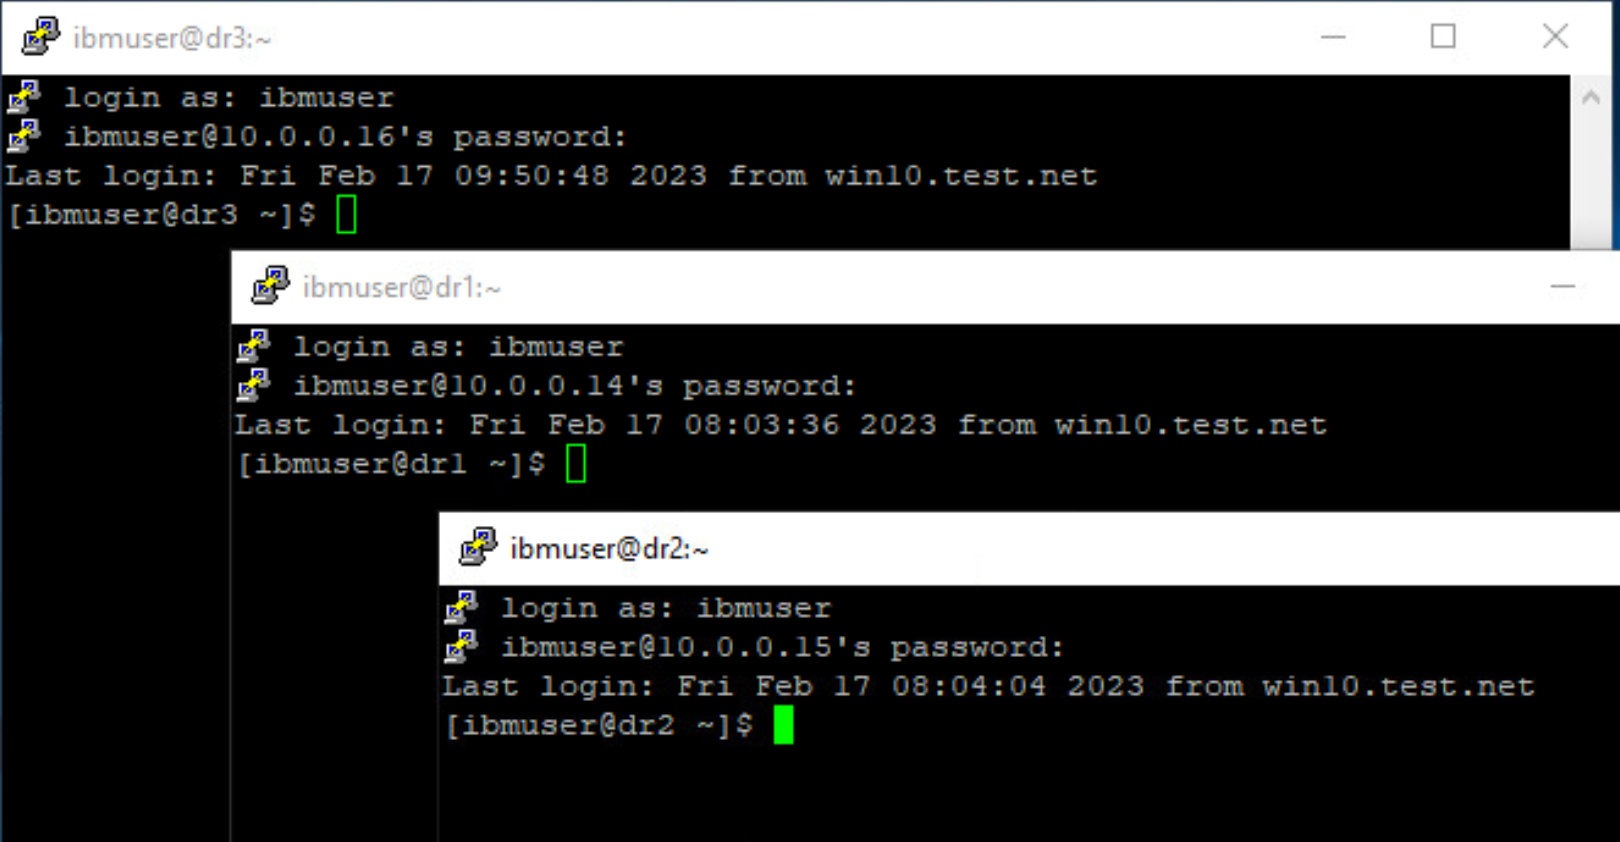 ibmuser@dr3:~
login as: ibmuser
ibmuser@10.0.0.16's password:
Last login: Fri Feb 17 09:50:48 2023 from win10.test.net
[ibmuser@dr3 ~]$
ibmuser@dr1:~
login as: ibmuser
ibmuser@10.0.0.14's password:
Last login: Fri Feb 17 08:03:36 2023 from win10.test.net
[ibmuser@dr1 ~]$
ibmuser@dr2:~
login as: ibmuser
ibmuser@10.0.0.15's password:
Last login: Fri Feb 17 08:04:04 2023 from win10.test.net
[ibmuser@dr2 ~]$